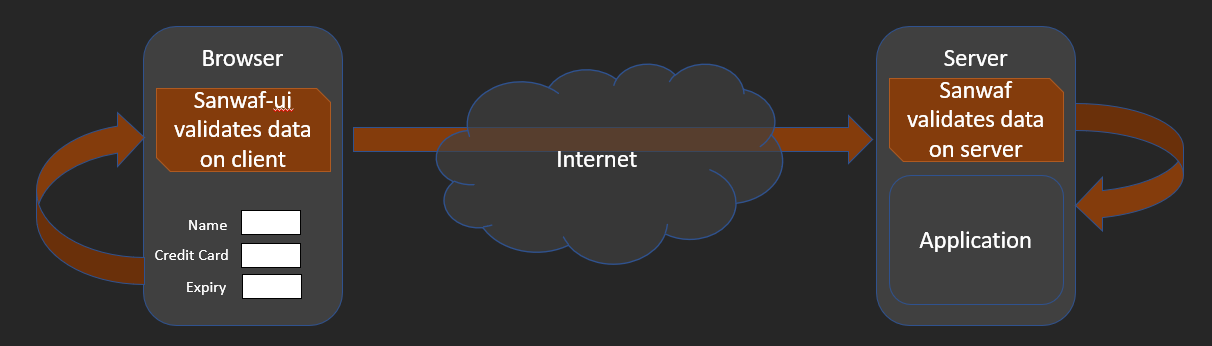 Browser
Sanwaf-ui
validates data
on client
Name
Credit Card
Expiry
Internet
Server
Sanwaf
validates data
on server
Application